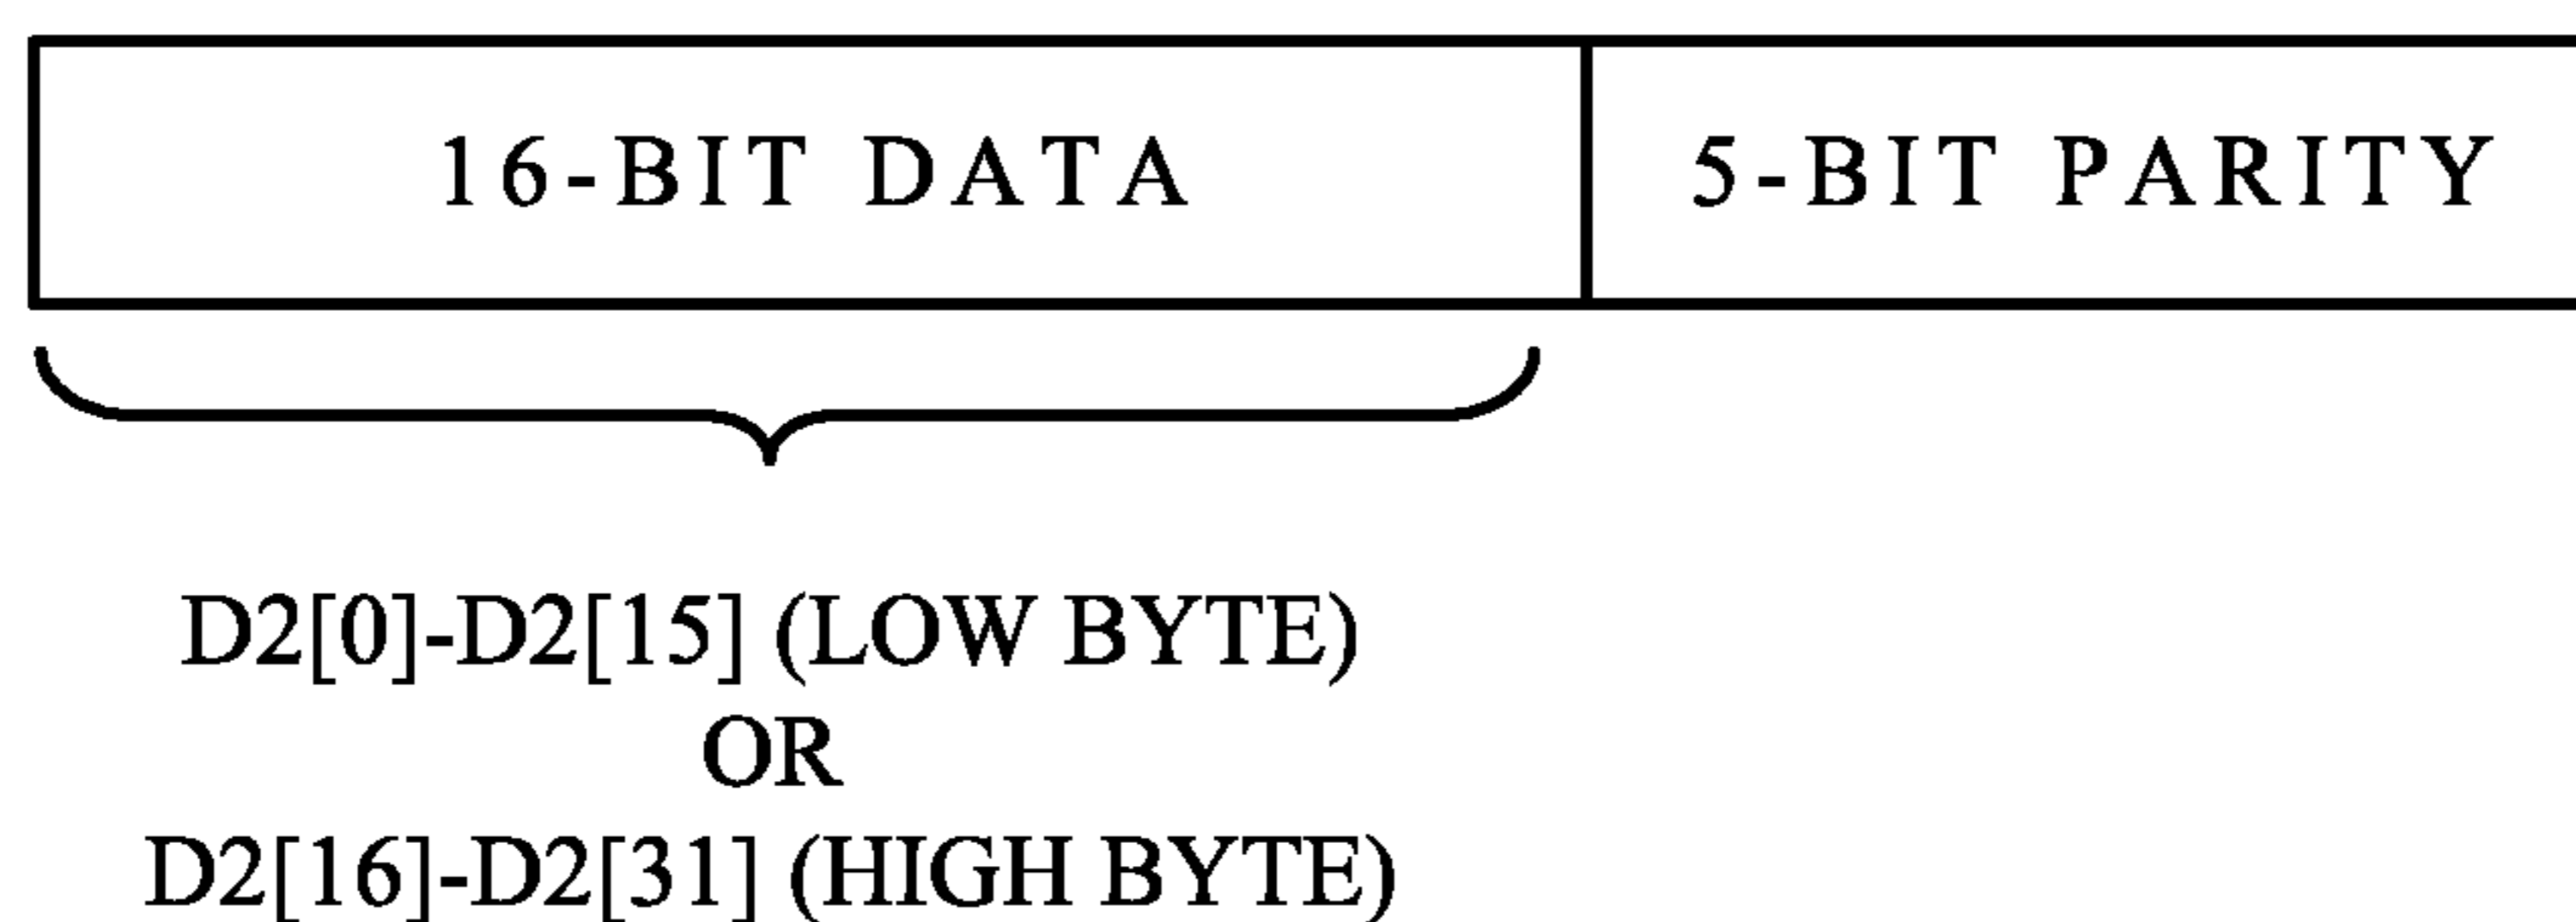 16-BIT DATA 5-BIT PARITY
D2[0]-D2[15] (LOW BYTE)
OR
D2[16]-D2[31] (HIGH BYTE)